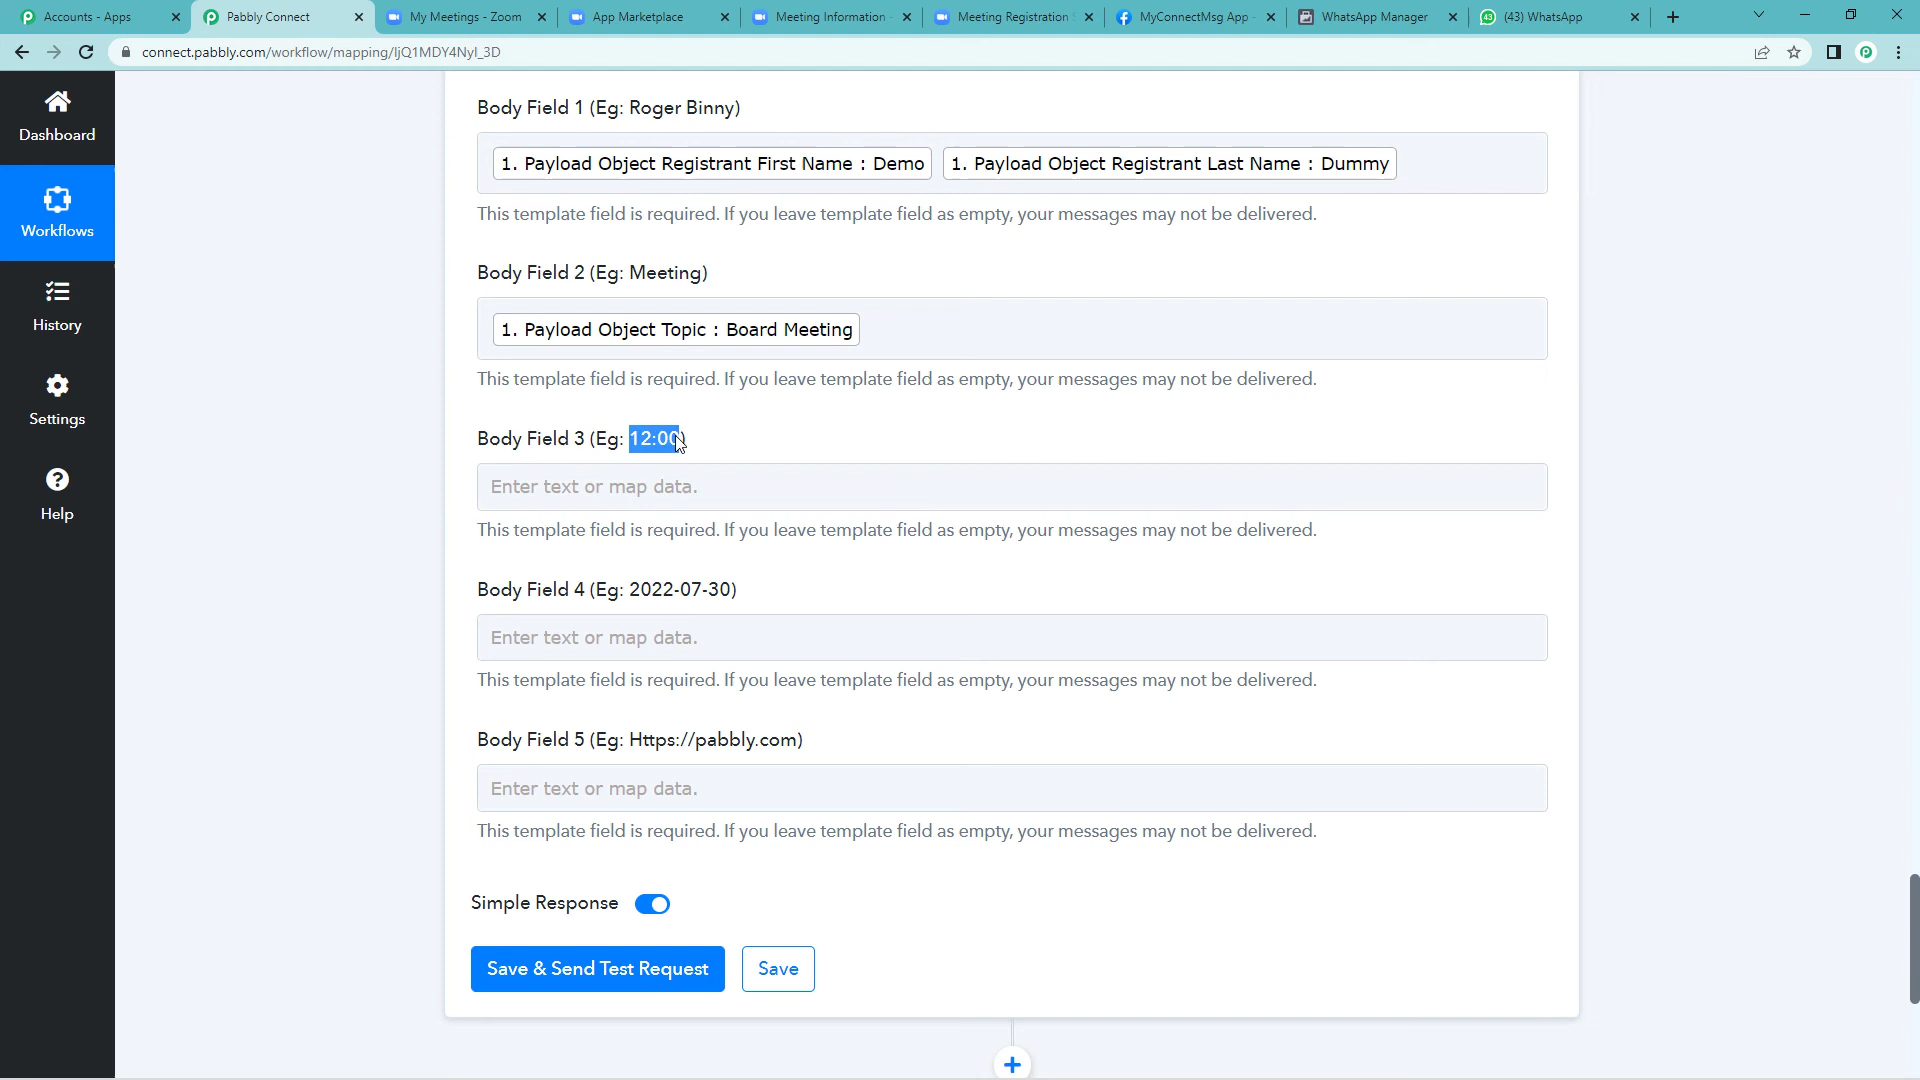 Accounts - Apps
Pabbly Connect
My Meetings - Zoom
App Marketplace
Meeting Information
Meeting Registration
MyConnectMsg App
WhatsApp Manager
43
(43) WhatsApp
connect.pabbly.com/workflow/mapping/IjQ1MDY4NyI_3D
Dashboard
Workflows
History
Settings
Help
Body Field 1 (Eg: Roger Binny)
1. Payload Object Registrant First Name : Demo 1. Payload Object Registrant Last Name : Dummy
This template field is required. If you leave template field as empty, your messages may not be delivered.
Body Field 2 (Eg: Meeting)
1. Payload Object Topic : Board Meeting
This template field is required. If you leave template field as empty, your messages may not be delivered.
Body Field 3 (Eg: 12:00)
Enter text or map data.
This template field is required. If you leave template field as empty, your messages may not be delivered.
Body Field 4 (Eg: 2022-07-30)
Enter text or map data.
This template field is required. If you leave template field as empty, your messages may not be delivered.
Body Field 5 (Eg: Https://pabbly.com)
Enter text or map data.
This template field is required. If you leave template field as empty, your messages may not be delivered.
Simple Response
Save & Send Test Request
Save